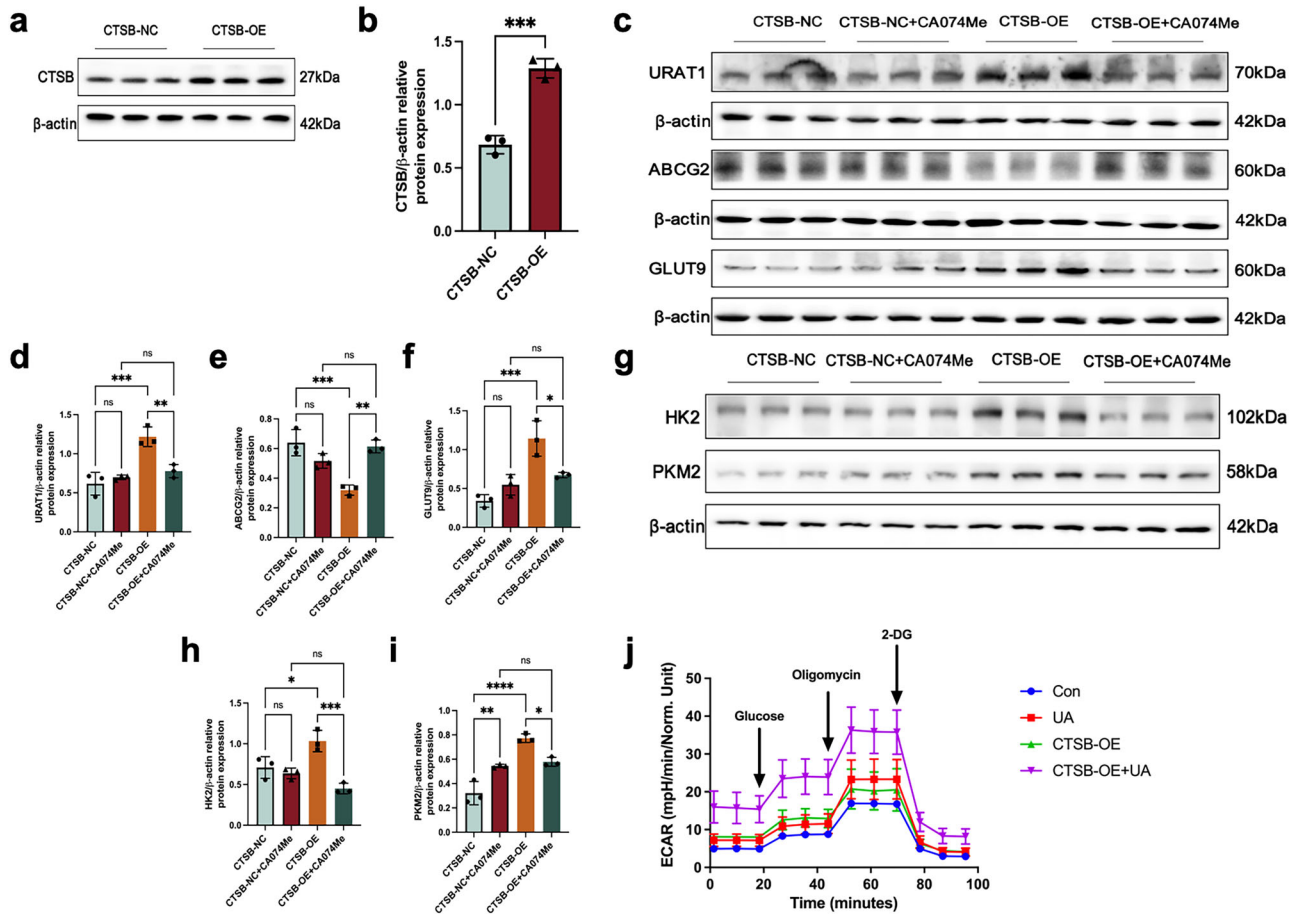 a
CTSB-NC CTSB-OE
CTSB 27kDa
β-actin 42kDa
b
***
CTSB/β-actin relative
protein expression
1.5
1.0
0.5
0.0
CTSB-NC
CTSB-OE
c
CTSB-NC CTSB-NC+CA074Me CTSB-OE CTSB-OE+CA074Me
URAT1 70kDa
β-actin 42kDa
ABCG2 60kDa
β-actin 42kDa
GLUT9 60kDa
β-actin 42kDa
d
ns
***
ns **
URAT1/β-actin relative
protein expression
1.5
1.0
0.5
0.0
CTSB-NC
CTSB-NC+CA074Me
CTSB-OE
CTSB-OE+CA074Me
e
ns
***
ns **
ABCG2/β-actin relative
protein expression
0.8
0.6
0.4
0.2
0.0
CTSB-NC
CTSB-NC+CA074Me
CTSB-OE
CTSB-OE+CA074Me
f
ns
***
ns *
GLUT9/β-actin relative
protein expression
1.5
1.0
0.5
0.0
CTSB-NC
CTSB-NC+CA074Me
CTSB-OE
CTSB-OE+CA074Me
g
CTSB-NC CTSB-NC+CA074Me CTSB-OE CTSB-OE+CA074Me
HK2 102kDa
PKM2 58kDa
β-actin 42kDa
h
ns
*
ns ***
HK2/β-actin relative
protein expression
1.5
1.0
0.5
0.0
CTSB-NC
CTSB-NC+CA074Me
CTSB-OE
CTSB-OE+CA074Me
i
ns
****
** *
PKM2/β-actin relative
protein expression
1.0
0.8
0.6
0.4
0.2
0.0
CTSB-NC
CTSB-NC+CA074Me
CTSB-OE
CTSB-OE+CA074Me
j
2-DG
Oligomycin
Glucose
ECAR (mpH/min/Norm. Unit)
50
40
30
20
10
0
0 20 40 60 80 100
Time (minutes)
Con
UA
CTSB-OE
CTSB-OE+UA